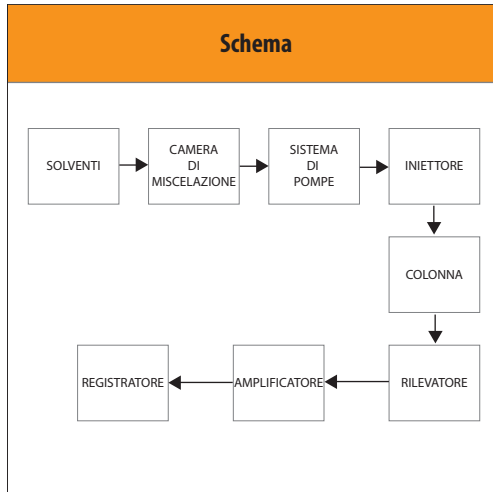 Schema
SOLVENTI
CAMERA
DI
MISCELAZIONE
SISTEMA
DI
POMPE
INIETTORE
COLONNA
REGISTRATORE
AMPLIFICATORE
RILEVATORE